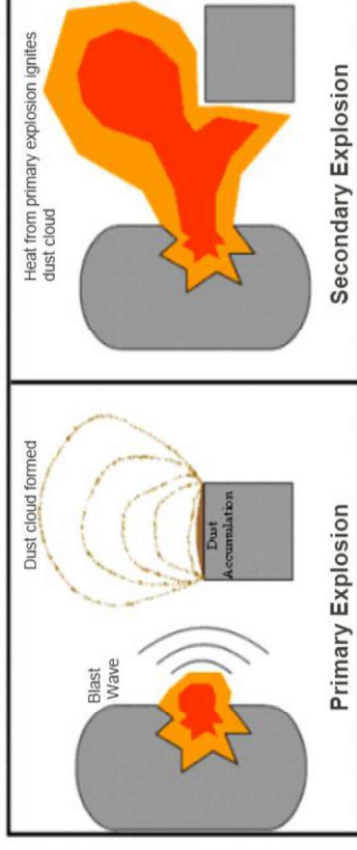 Blast
Wave
Dust cloud formed
Dust
Accumulation
Primary Explosion
Heat from primary explosion ignites
dust cloud
Secondary Explosion